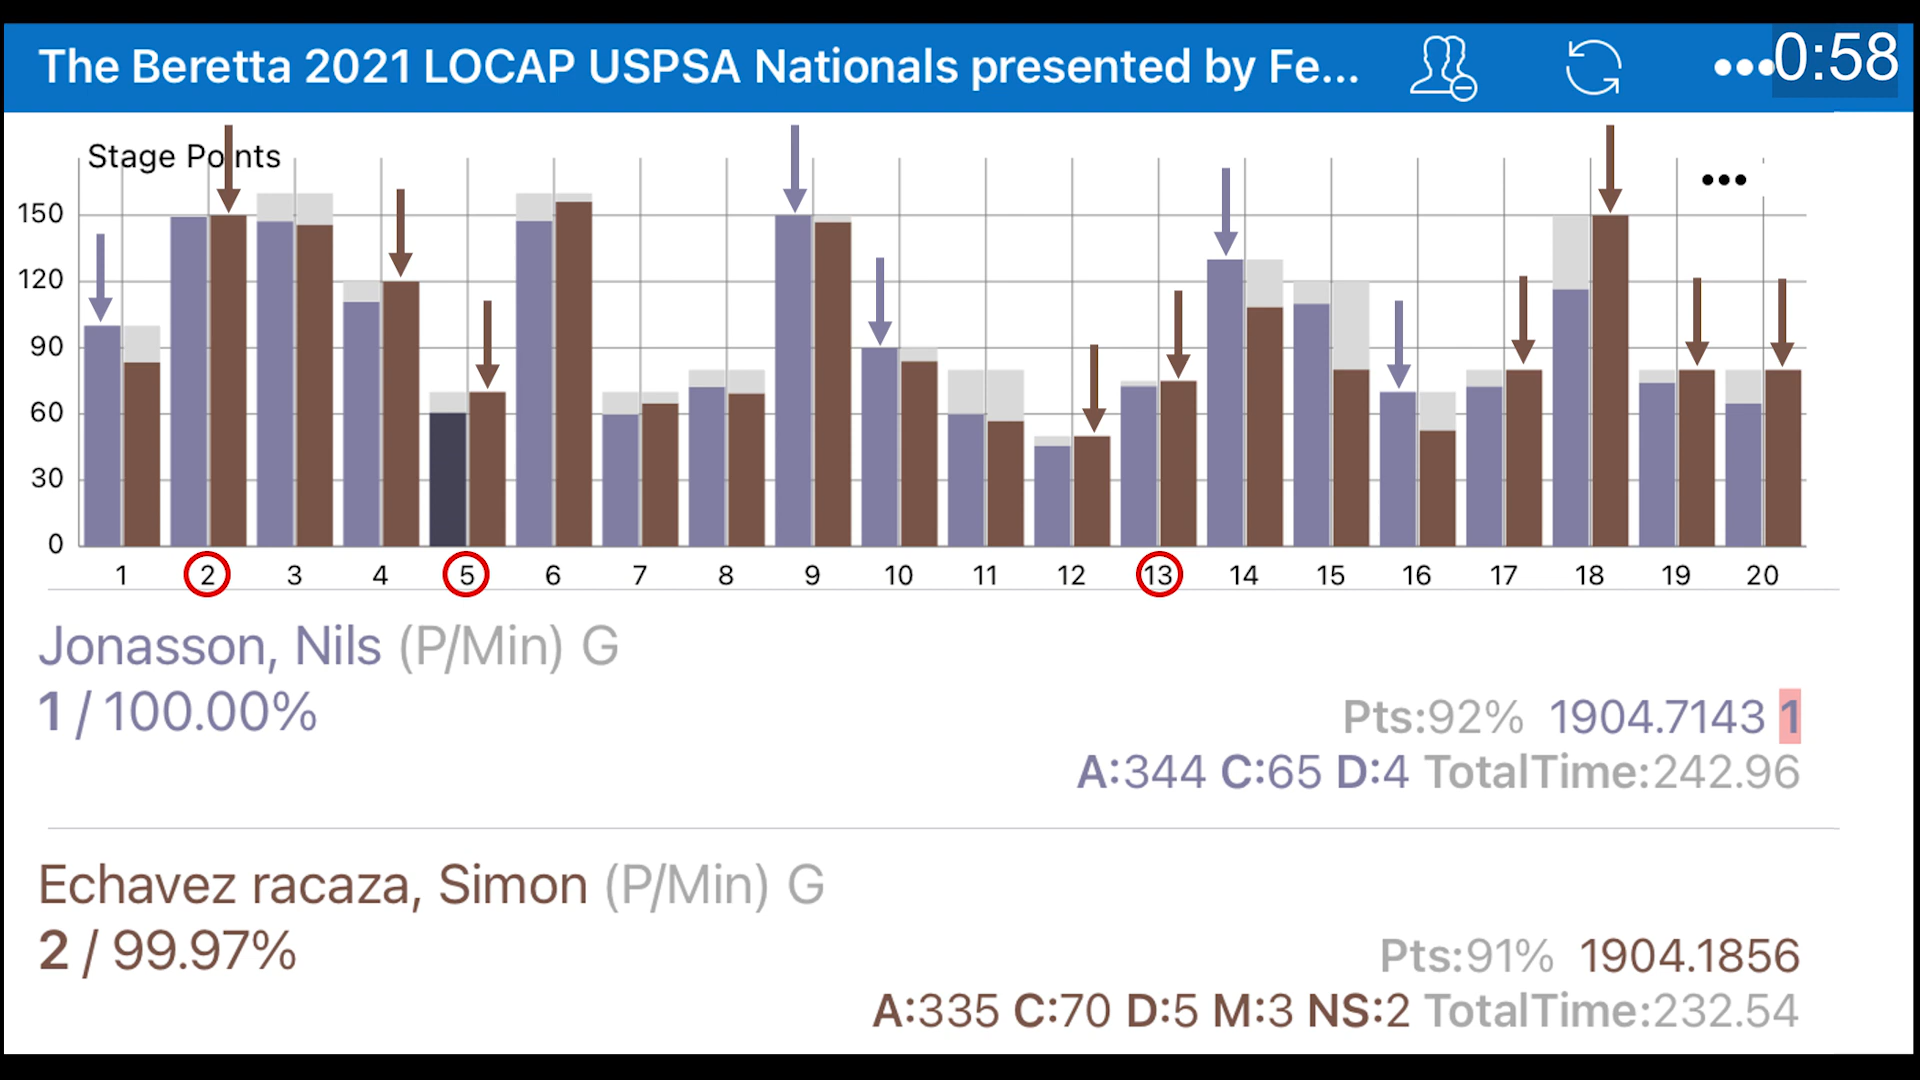 The Beretta 2021 LOCAP USPSA Nationals presented by Fe...
0:58
Stage Points
150
120
90
60
30
0
1 2 3 4 5 6 7 8 9 10 11 12 13 14 15 16 17 18 19 20
Jonasson, Nils (P/Min) G
1 / 100.00%
Pts:92% 1904.7143 1
A:344 C:65 D:4 TotalTime:242.96
Echavez racaza, Simon (P/Min) G
2 / 99.97%
Pts:91% 1904.1856
A:335 C:70 D:5 M:3 NS:2 TotalTime:232.54